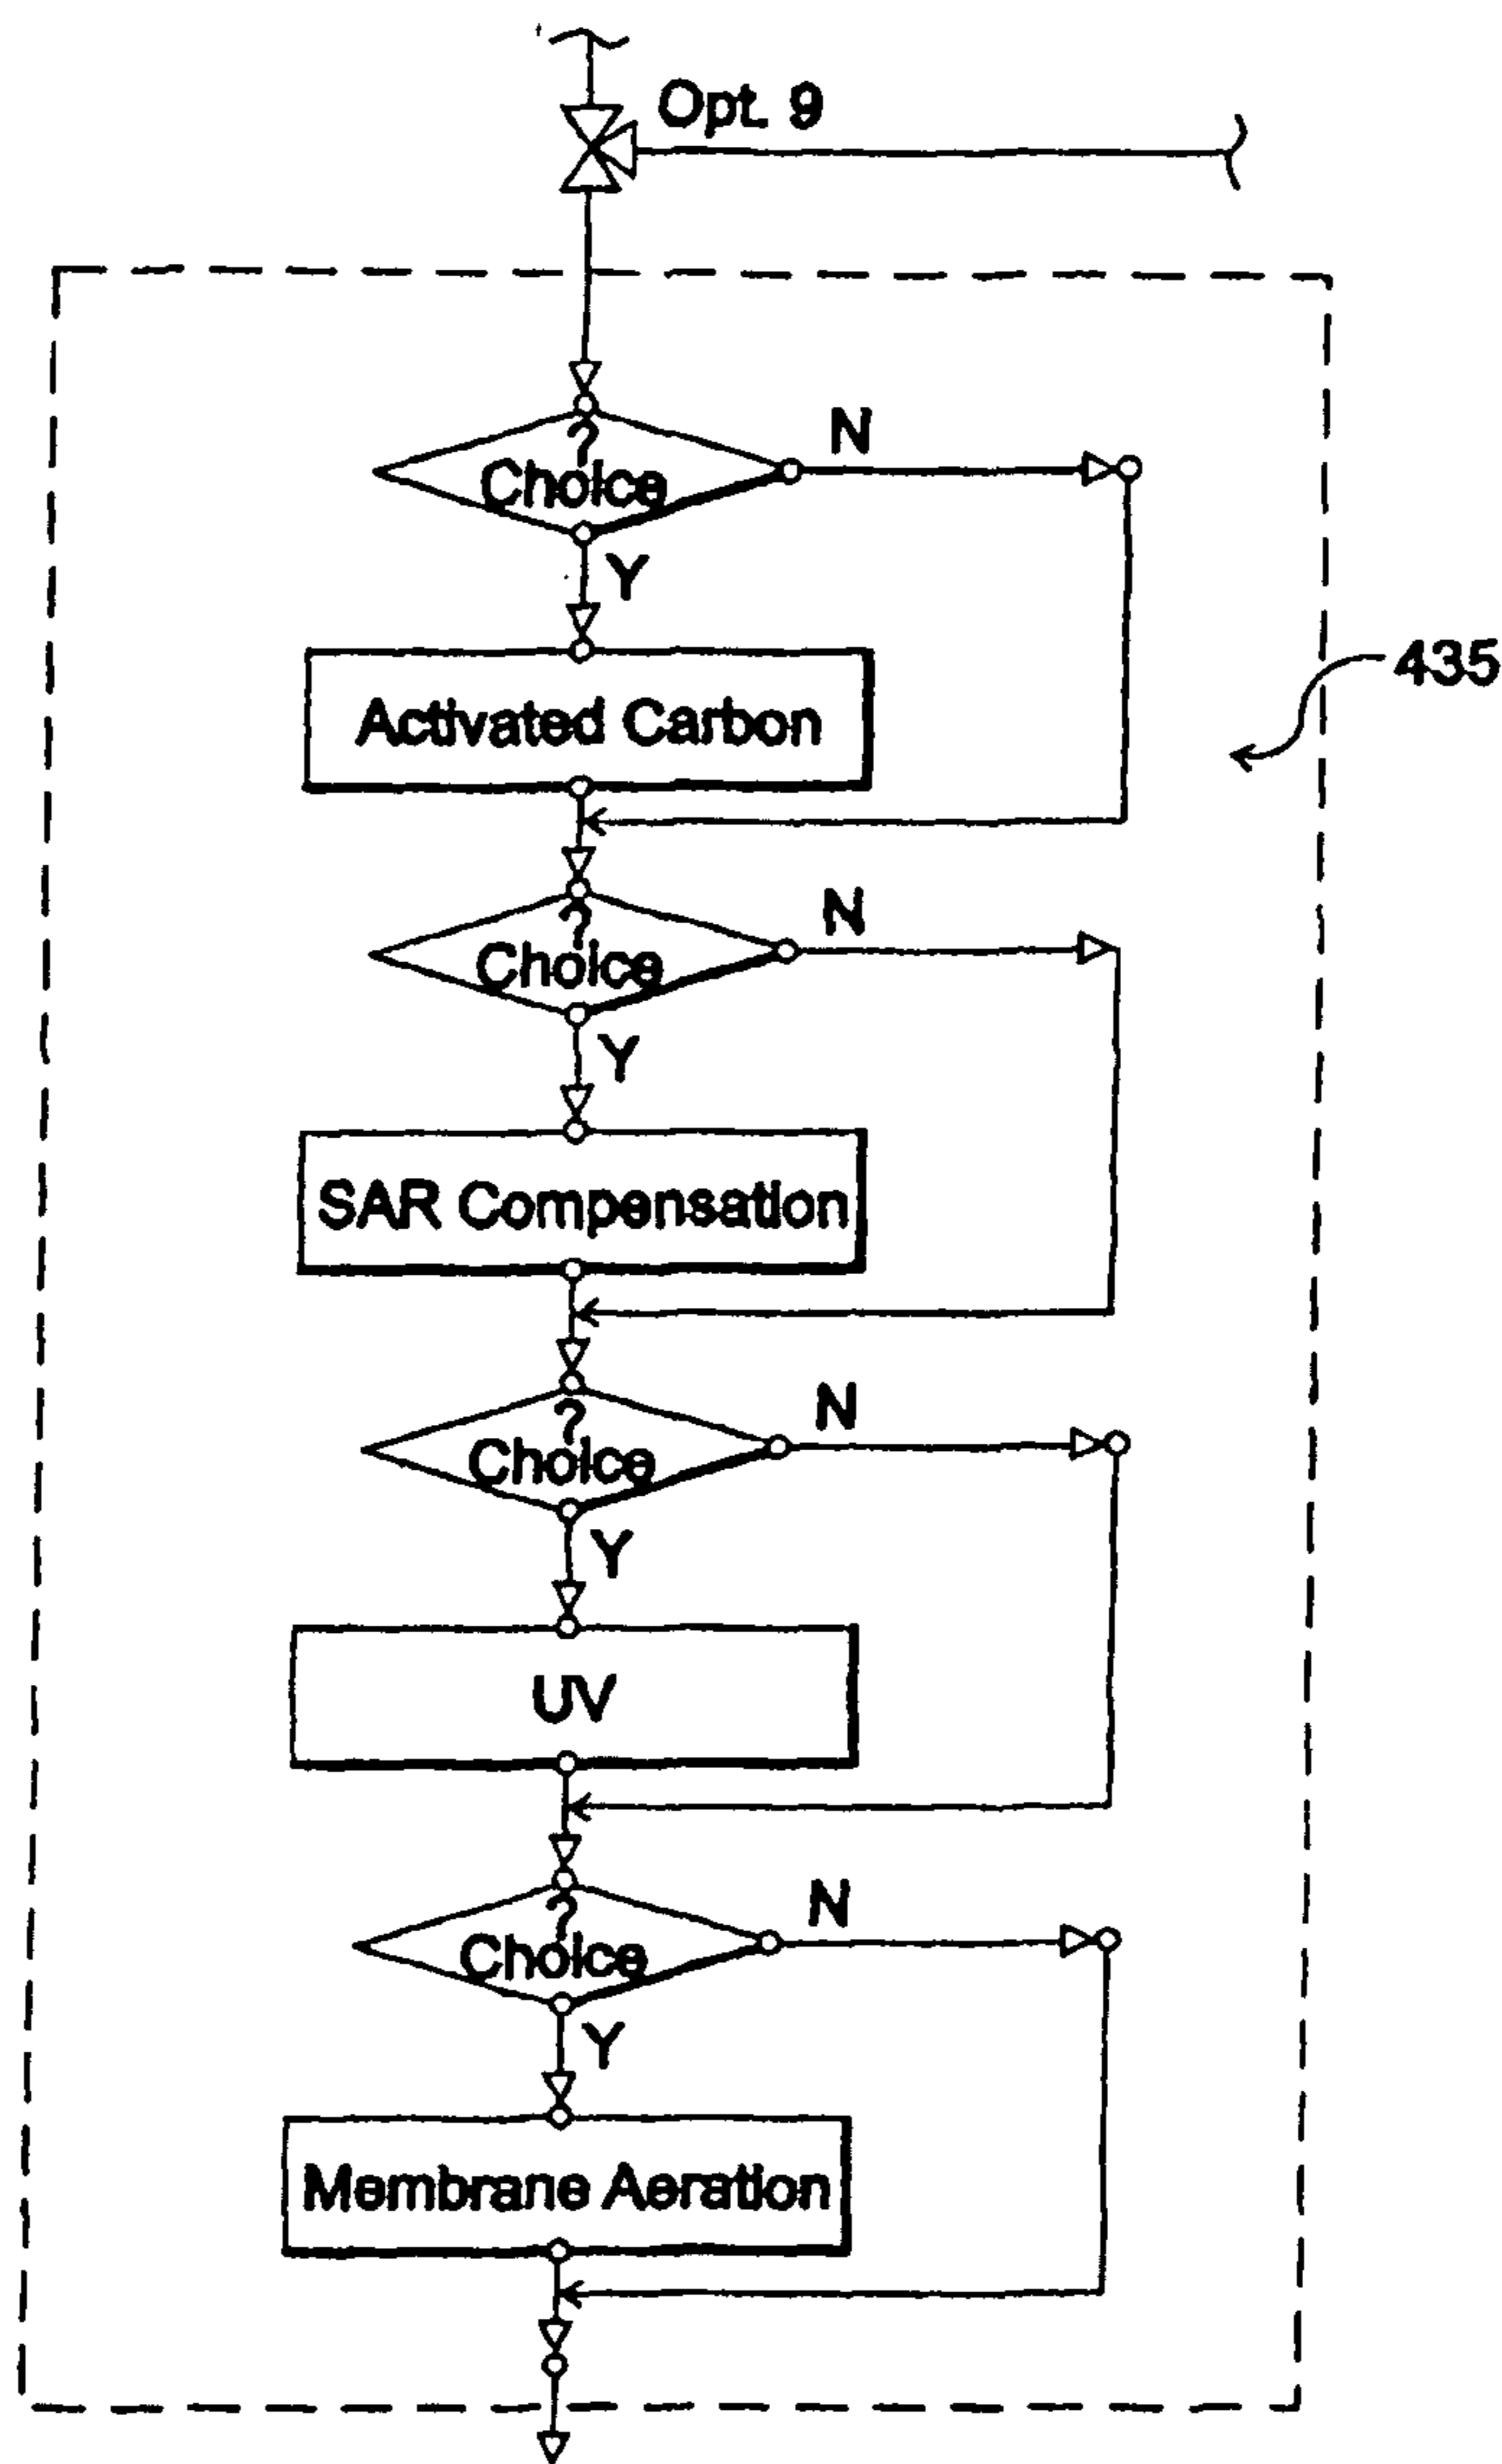 Opt. 9
?
Choice
N
Y
Activated Carbon
435
?
Choice
N
Y
SAR Compensation
?
Choice
N
Y
UV
?
Choice
N
Y
Membrane Aeration